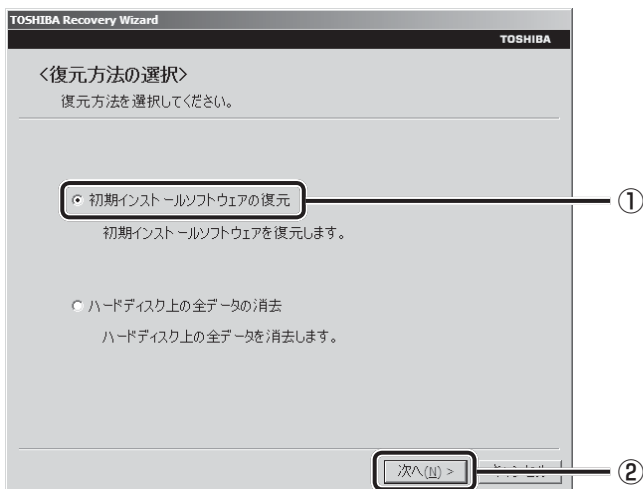 TOSHIBA Recovery Wizard
TOSHIBA
<復元方法の選択>
復元方法を選択してください。
初期インストールソフトウェアの復元
①
初期インストールソフトウェアを復元します。
ハードディスク上の全データの消去
ハードディスク上の全データを消去します。
次へ(N) >
②